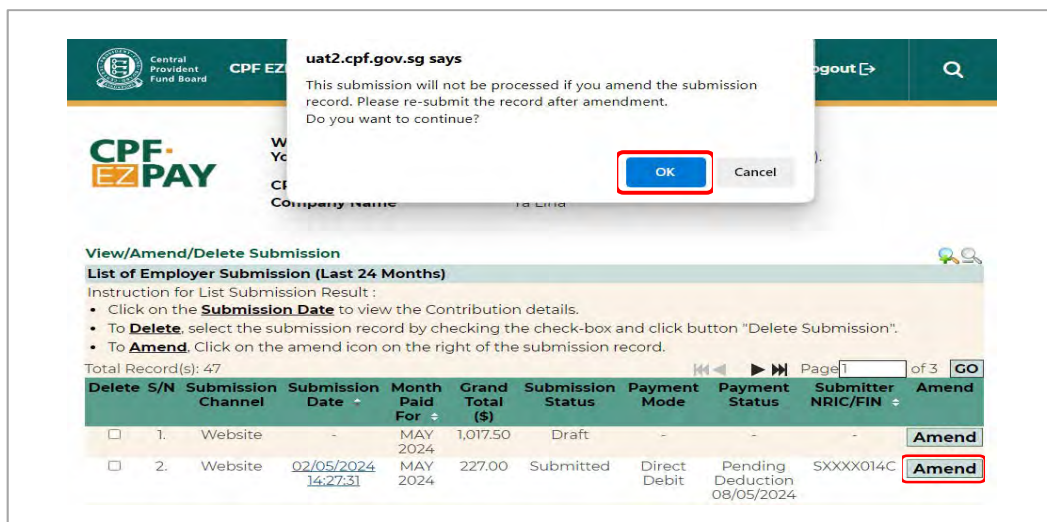 Central
Provident
Fund Board
CPF EZ
uat2.cpf.gov.sg says
This submission will not be processed if you amend the submission
record. Please re-submit the record after amendment.
Do you want to continue?
OK Cancel
ogout
CPF
EZPAY
W
Yo
).
CP
Company Name
View/Amend/Delete Submission
List of Employer Submission (Last 24 Months)
Instruction for List Submission Result :
• Click on the Submission Date to view the Contribution details.
• To Delete, select the submission record by checking the check-box and click button "Delete Submission".
• To Amend, Click on the amend icon on the right of the submission record.
Total Record(s): 47 Page 1 of 3 GO
Delete S/N Submission Channel Submission Date Month Paid For Grand Total ($) Submission Status Payment Mode Payment Status Submitter NRIC/FIN Amend
1. Website - MAY 2024 1,017.50 Draft - - - Amend
2. Website 02/05/2024 14:27:31 MAY 2024 227.00 Submitted Direct Debit Pending Deduction 08/05/2024 SXXXX014C Amend